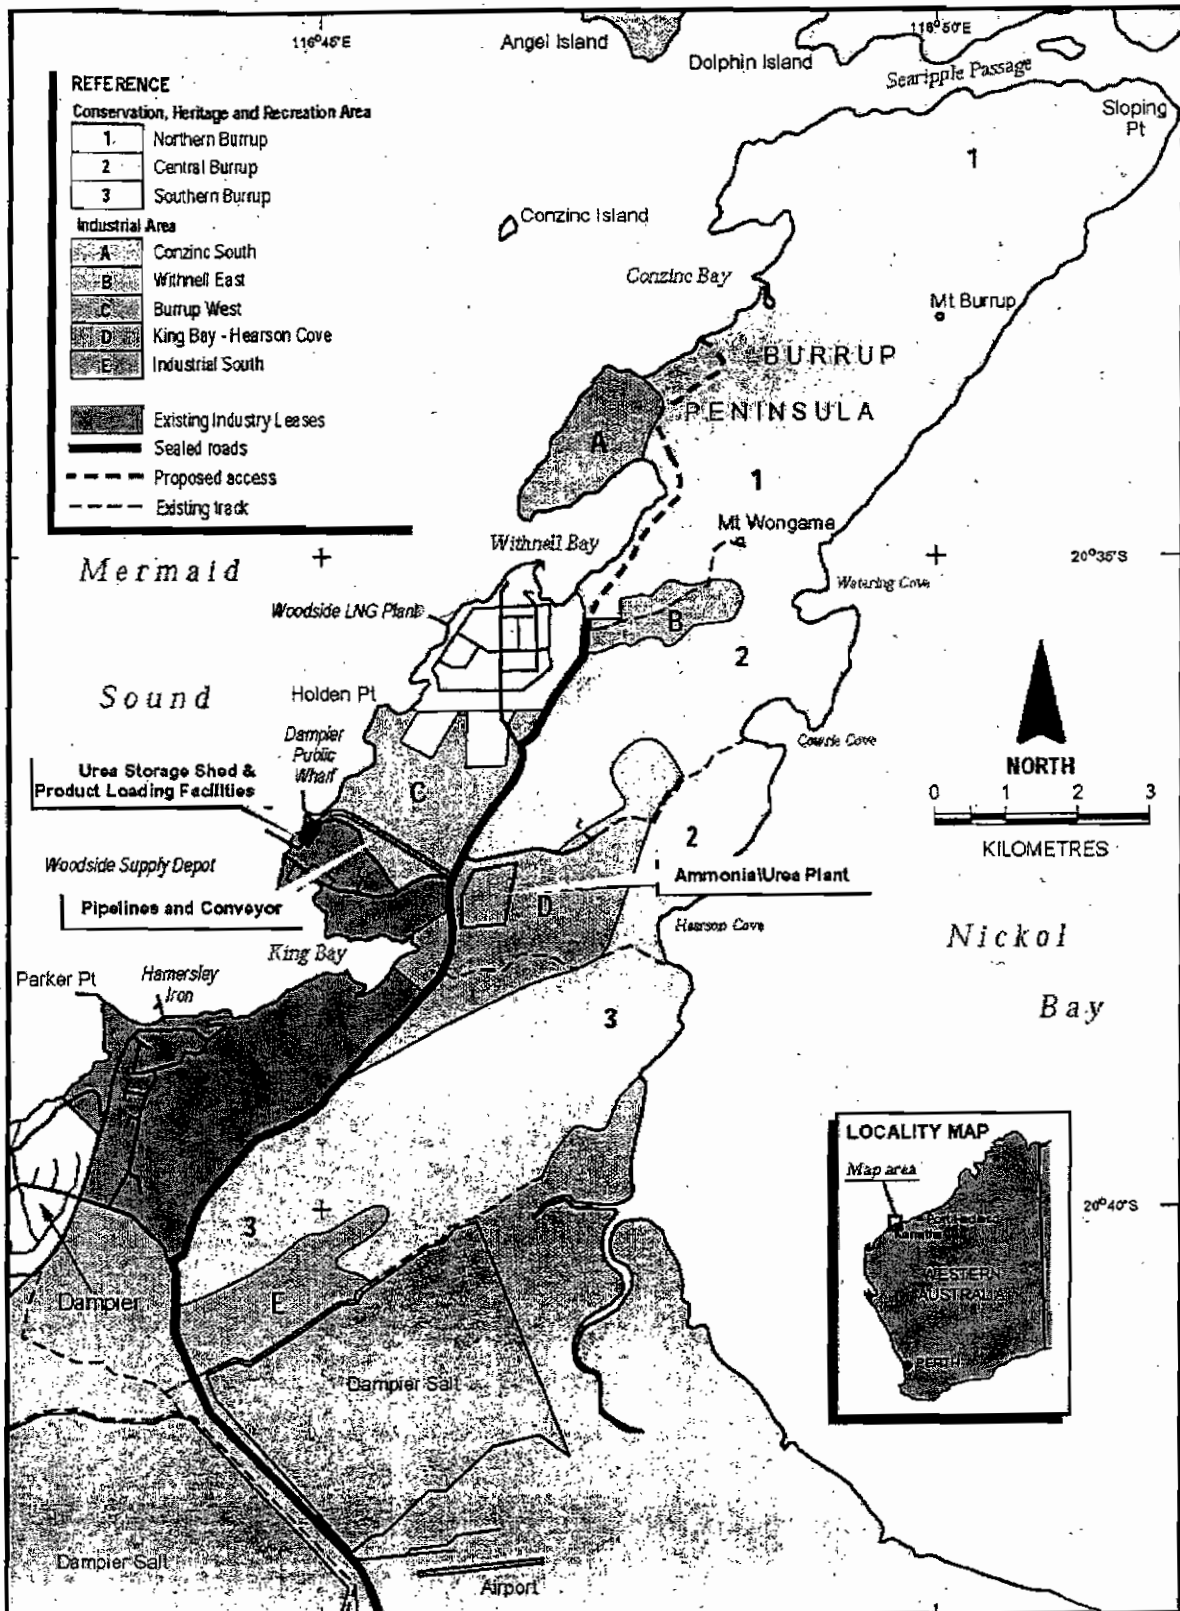 116°45'E
118°50'E
Angel Island
Dolphin Island
Searipple Passage
Sloping
Pt
REFERENCE
Conservation, Heritage and Recreation Area
1 Northern Burrup
2 Central Burrup
3 Southern Burrup
Industrial Area
A Conzinc South
B Withnell East
C Burrup West
D King Bay - Hearson Cove
E Industrial South
Existing Industry Leases
Sealed roads
Proposed access
Existing track
1
Conzinc Island
Conzinc Bay
Mt Burrup
BURRUP
PENINSULA
A
1
Mt Wongama
Withnell Bay
20°35'S
Mermaid
Watering Cove
Woodside LNG Plant
B
2
Sound
Holden Pt
Dampier
Public
Wharf
Cowrie Cove
NORTH
0 1 2 3
KILOMETRES
Urea Storage Shed &
Product Loading Facilities
C
2
Woodside Supply Depot
Ammonia/Urea Plant
Pipelines and Conveyor
D
Hearson Cove
Nickol
Bay
King Bay
Parker Pt
Hamersley
Iron
3
LOCALITY MAP
Map area
WESTERN
AUSTRALIA
PERTH
20°40'S
3
E
Dampier
Dampier Salt
Dampier Salt
Airport